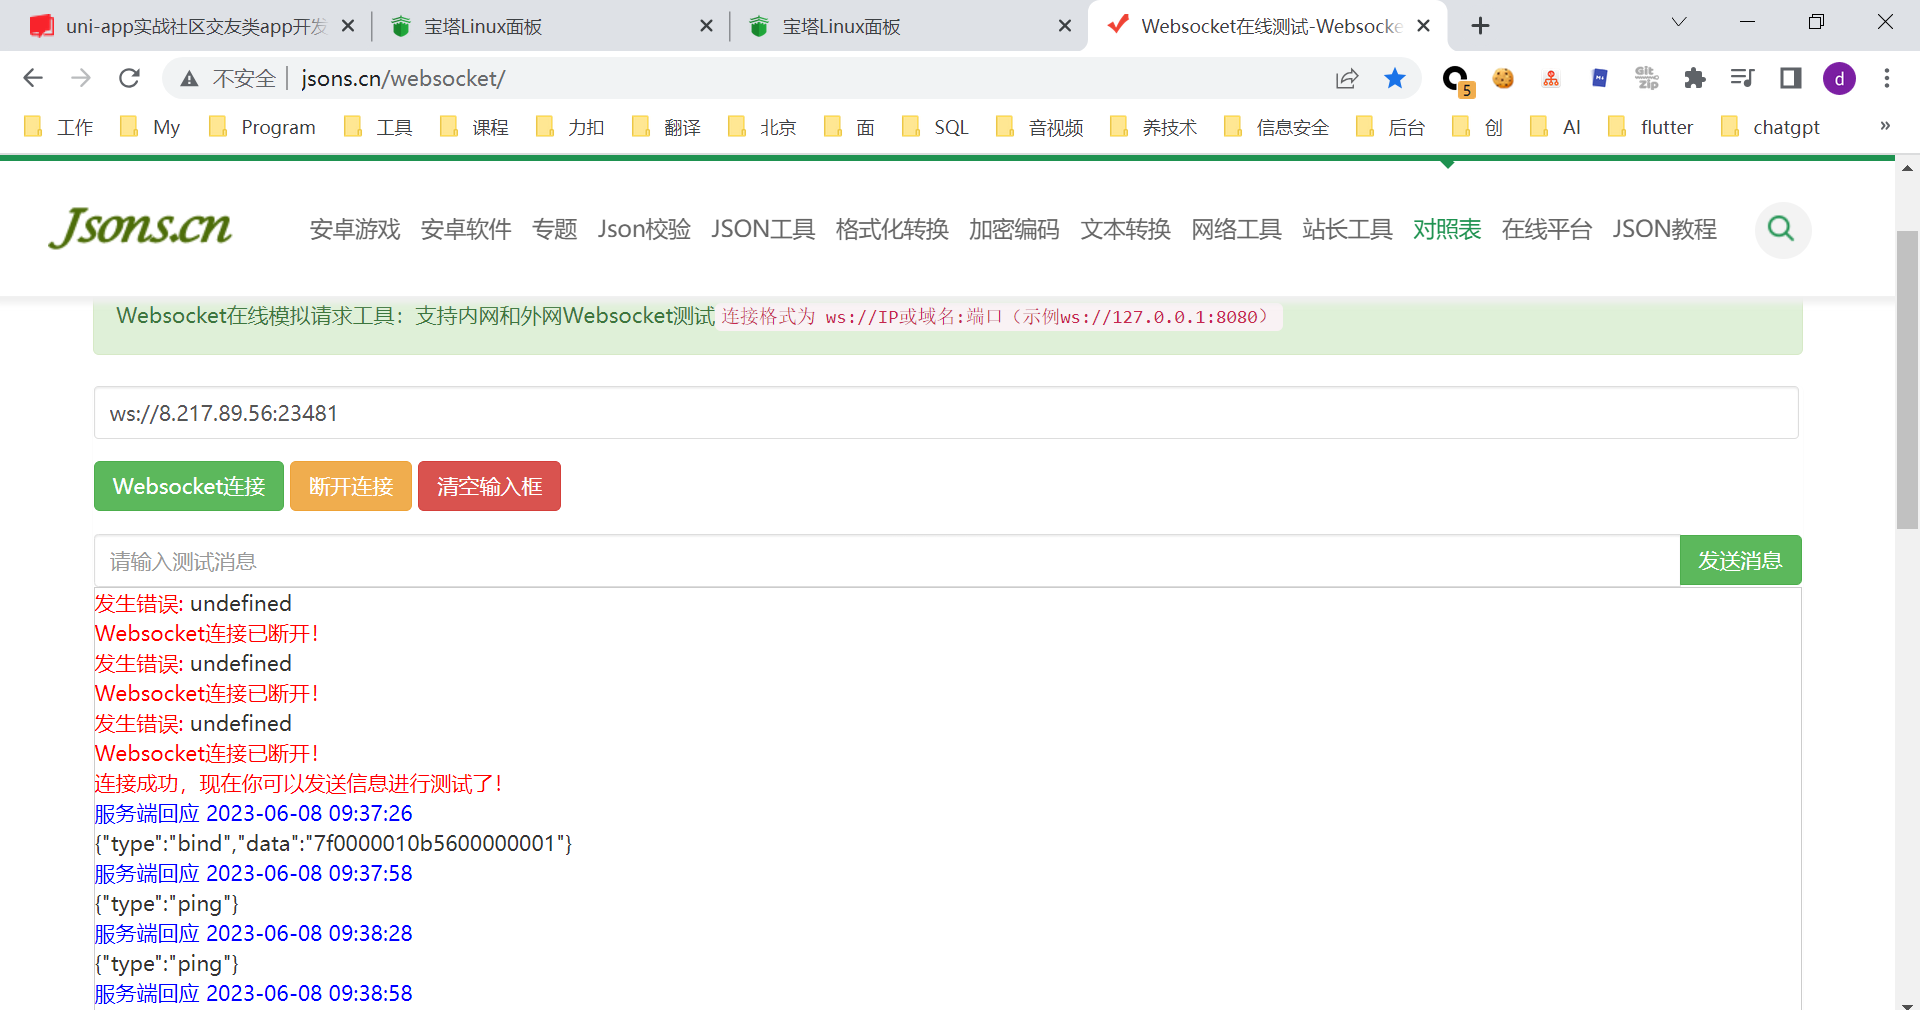 uni-app实战社区交友类app开发
宝塔Linux面板
宝塔Linux面板
Websocket在线测试-Websocke
不安全
jsons.cn/websocket/
5
Git
Zip
d
工作
My
Program
工具
课程
力扣
翻译
北京
面
SQL
音视频
养技术
信息安全
后台
创
AI
flutter
chatgpt
»
Jsons.cn
安卓游戏 安卓软件 专题 Json校验 JSON工具 格式化转换 加密编码 文本转换 网络工具 站长工具 对照表 在线平台 JSON教程
Websocket在线模拟请求工具：支持内网和外网Websocket测试 连接格式为 ws://IP或域名:端口（示例ws://127.0.0.1:8080）
ws://8.217.89.56:23481
Websocket连接 断开连接 清空输入框
请输入测试消息 发送消息
发生错误: undefined
Websocket连接已断开!
发生错误: undefined
Websocket连接已断开!
发生错误: undefined
Websocket连接已断开!
连接成功，现在你可以发送信息进行测试了!
服务端回应 2023-06-08 09:37:26
{"type":"bind","data":"7f0000010b5600000001"}
服务端回应 2023-06-08 09:37:58
{"type":"ping"}
服务端回应 2023-06-08 09:38:28
{"type":"ping"}
服务端回应 2023-06-08 09:38:58